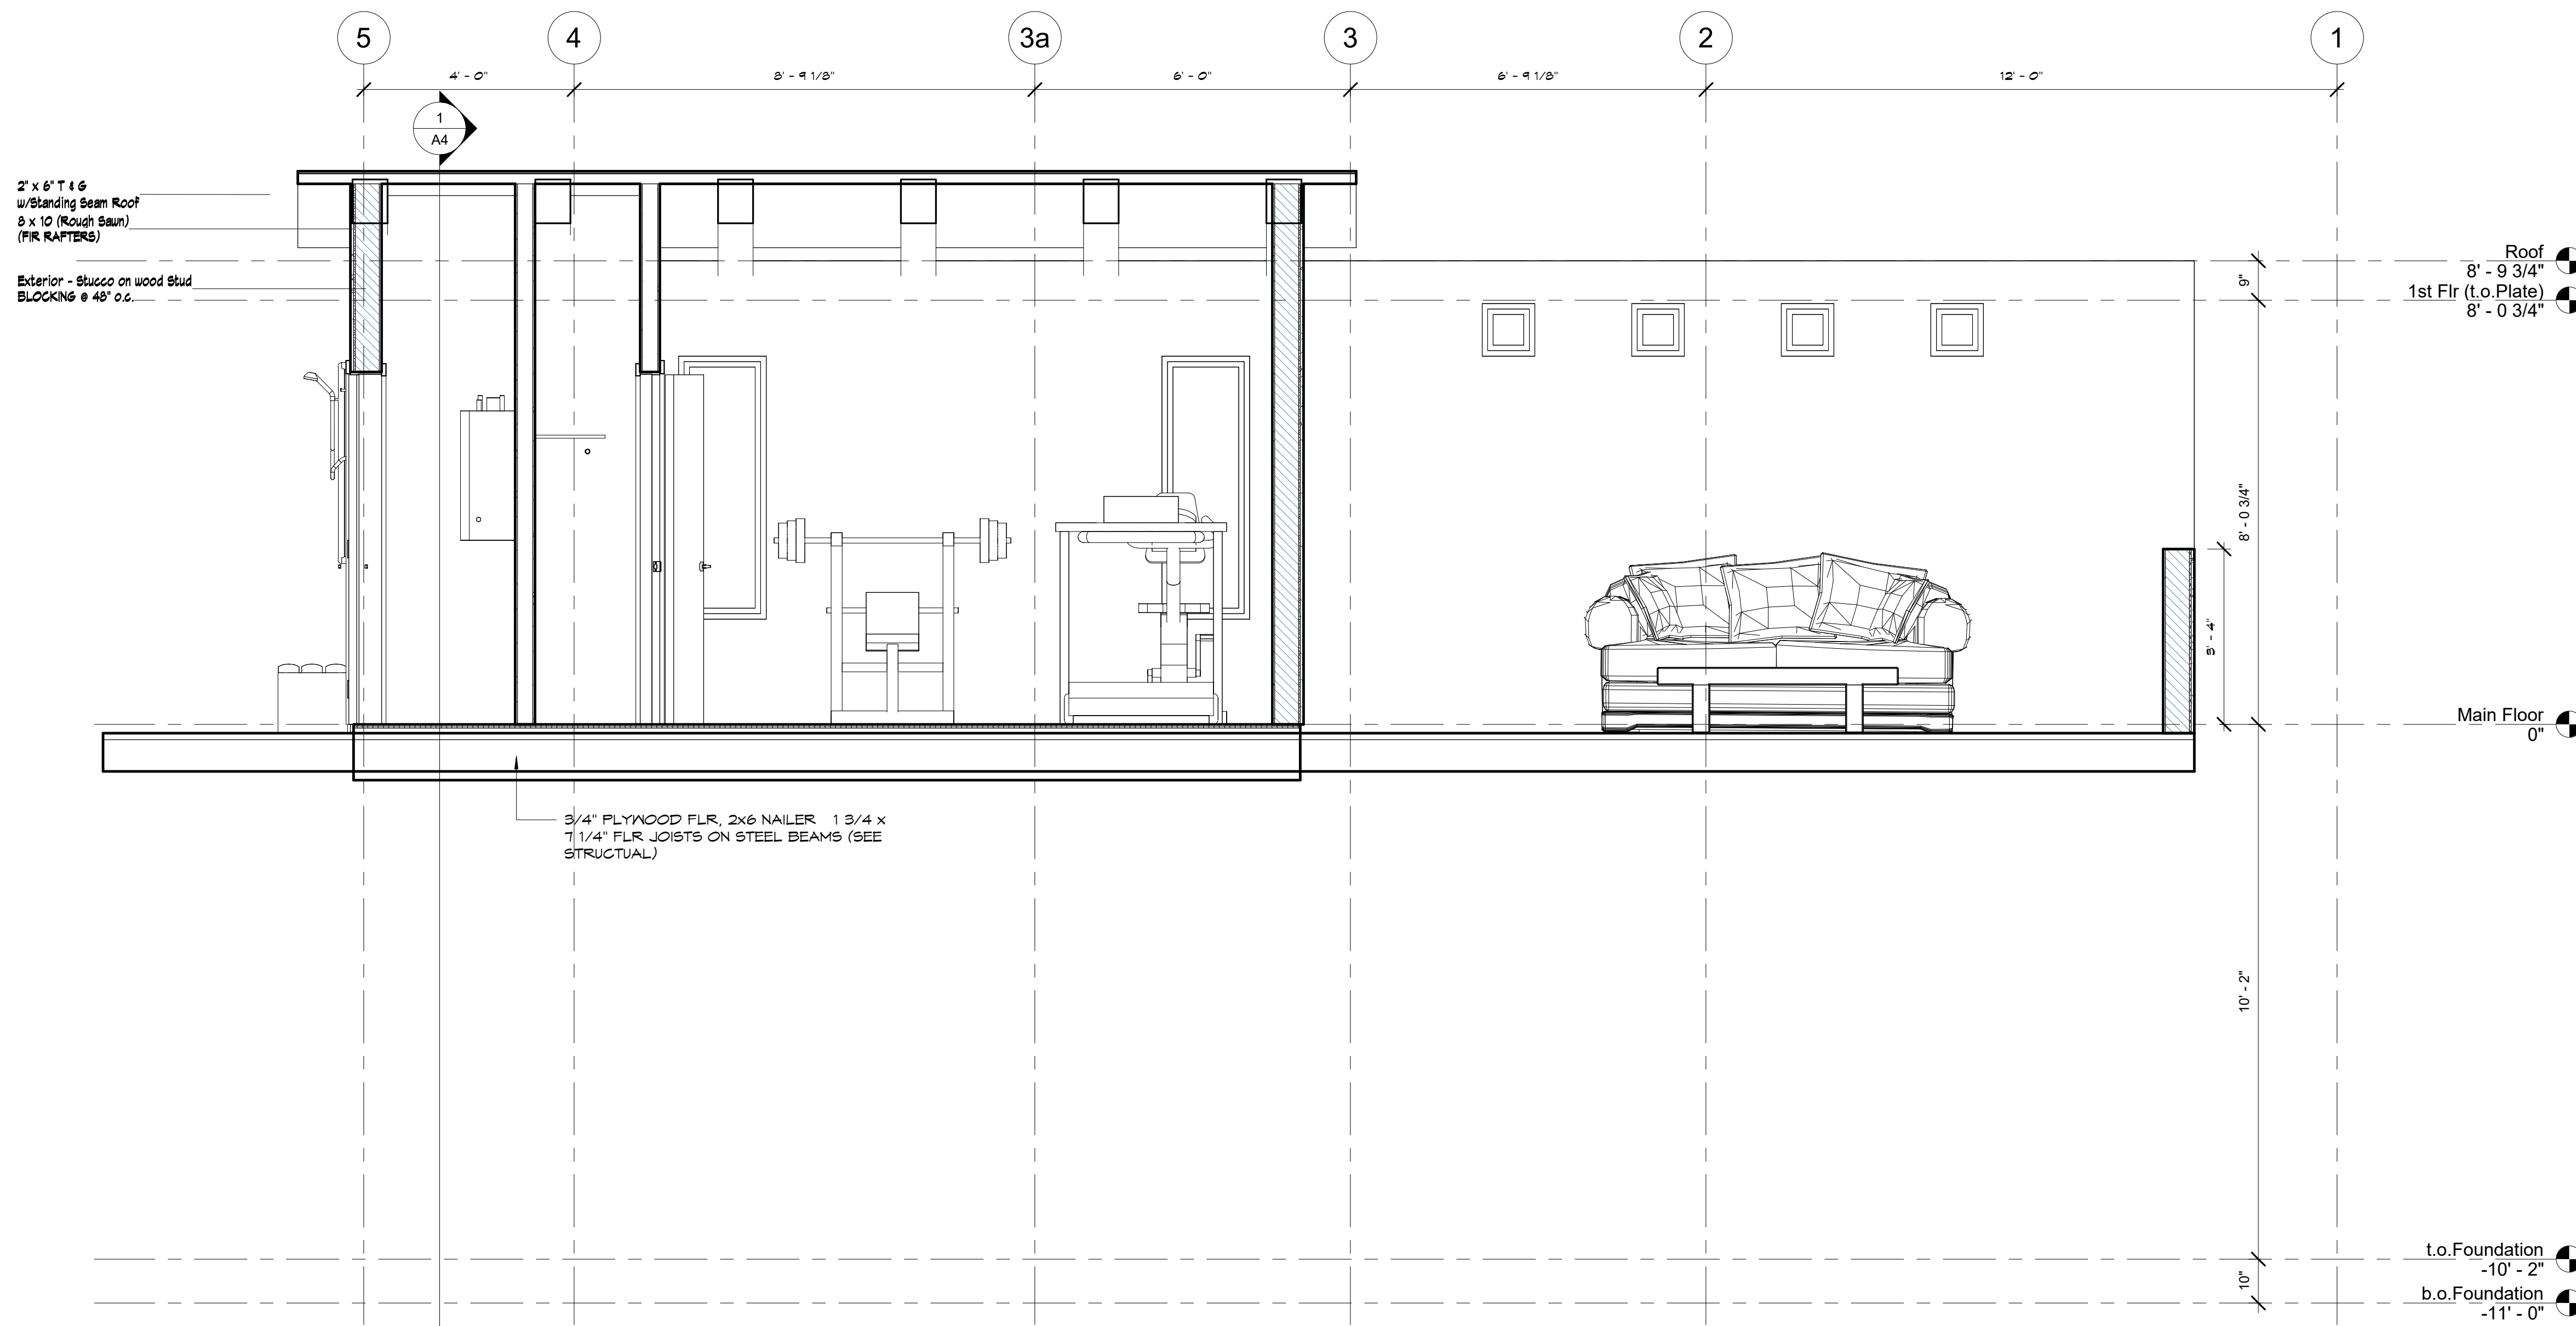 5
4
3a
3
2
1
4' - 0"
8' - 9 1/8"
6' - 0"
6' - 9 1/8"
12' - 0"
1
A4
2" x 6" T & G
w/Standing Seam Roof
8 x 10 (Rough Sawn)
(FIR RAFTERS)
Exterior - Stucco on wood Stud
BLOCKING @ 48" o.c.
Roof
8' - 9 3/4"
9"
1st Flr (t.o.Plate)
8' - 0 3/4"
8' - 0 3/4"
3' - 4"
Main Floor
0"
3/4" PLYWOOD FLR, 2x6 NAILER 1 3/4 x
7 1/4" FLR JOISTS ON STEEL BEAMS (SEE
STRUCTUAL)
10' - 2"
t.o.Foundation
-10' - 2"
10"
b.o.Foundation
-11' - 0"